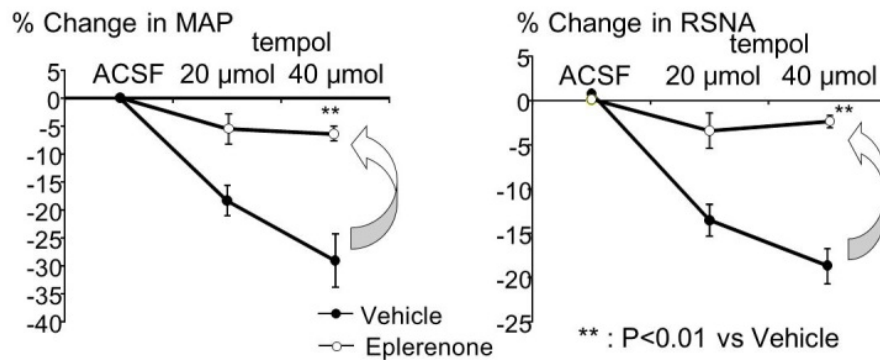 % Change in MAP
tempol
ACSF 20 µmol 40 µmol
5
0
-5
-10
-15
-20
-25
-30
-35
-40
**
Vehicle
Eplerenone
% Change in RSNA
tempol
ACSF 20 µmol 40 µmol
5
0
-5
-10
-15
-20
-25
**
** : P<0.01 vs Vehicle